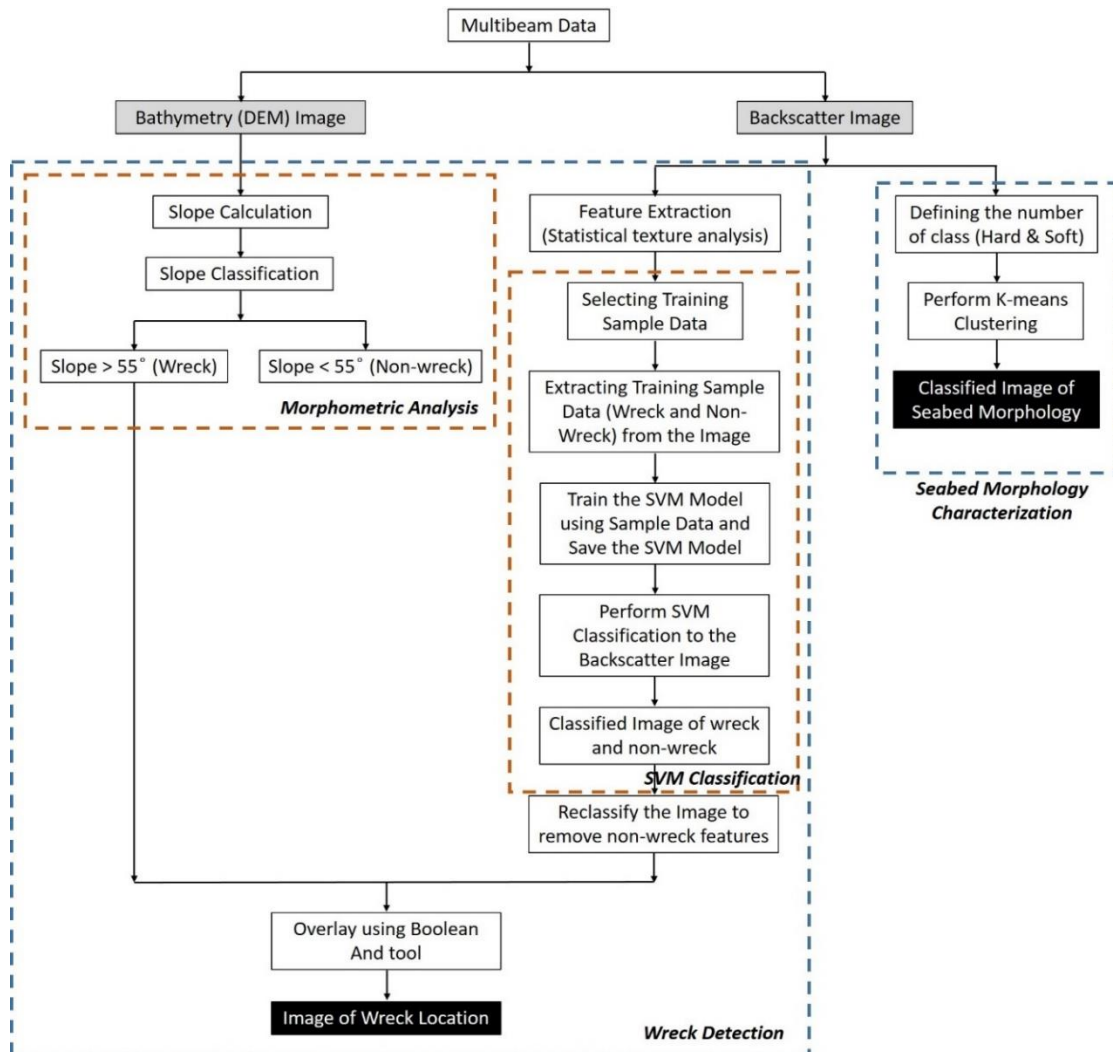 Multibeam Data
Bathymetry (DEM) Image
Backscatter Image
Slope Calculation
Slope Classification
Slope > 55° (Wreck)
Slope < 55° (Non-wreck)
Morphometric Analysis
Feature Extraction
(Statistical texture analysis)
Selecting Training
Sample Data
Extracting Training Sample
Data (Wreck and Non-
Wreck) from the Image
Train the SVM Model
using Sample Data and
Save the SVM Model
Perform SVM
Classification to the
Backscatter Image
Classified Image of wreck
and non-wreck
SVM Classification
Reclassify the Image to
remove non-wreck features
Defining the number
of class (Hard & Soft)
Perform K-means
Clustering
Classified Image of
Seabed Morphology
Seabed Morphology
Characterization
Overlay using Boolean
And tool
Image of Wreck Location
Wreck Detection